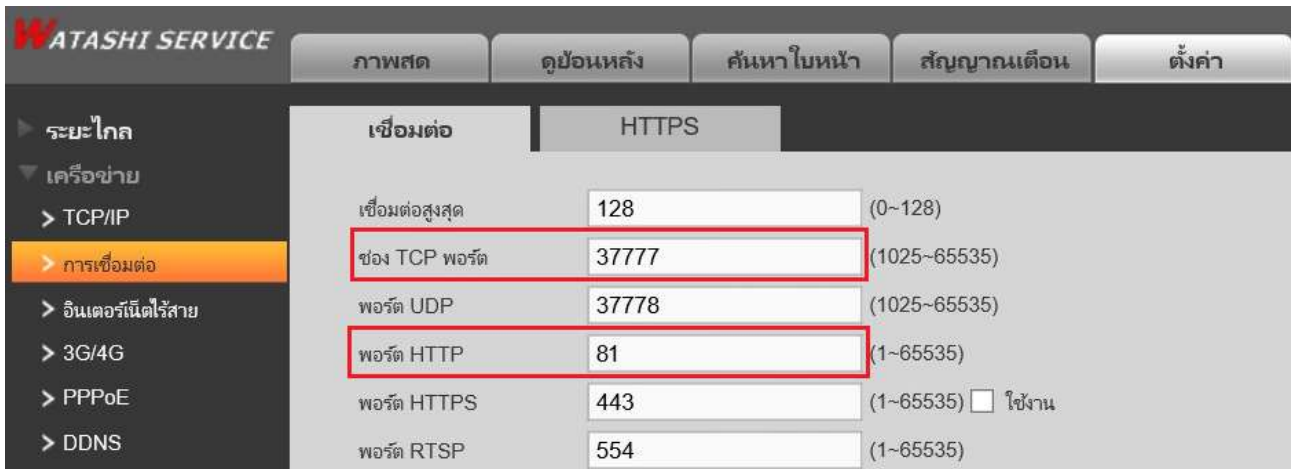 WATASHI SERVICE
ภาพสด
ดูย้อนหลัง
ค้นหาใบหน้า
สัญญาณเตือน
ตั้งค่า
ระยะไกล
เครือข่าย
> TCP/IP
> การเชื่อมต่อ
> อินเตอร์เน็ตไร้สาย
> 3G/4G
> PPPoE
> DDNS
เชื่อมต่อ
HTTPS
เชื่อมต่อสูงสุด 128 (0~128)
ช่อง TCP พอร์ต 37777 (1025~65535)
พอร์ต UDP 37778 (1025~65535)
พอร์ต HTTP 81 (1~65535)
พอร์ต HTTPS 443 (1~65535) ใช้งาน
พอร์ต RTSP 554 (1~65535)